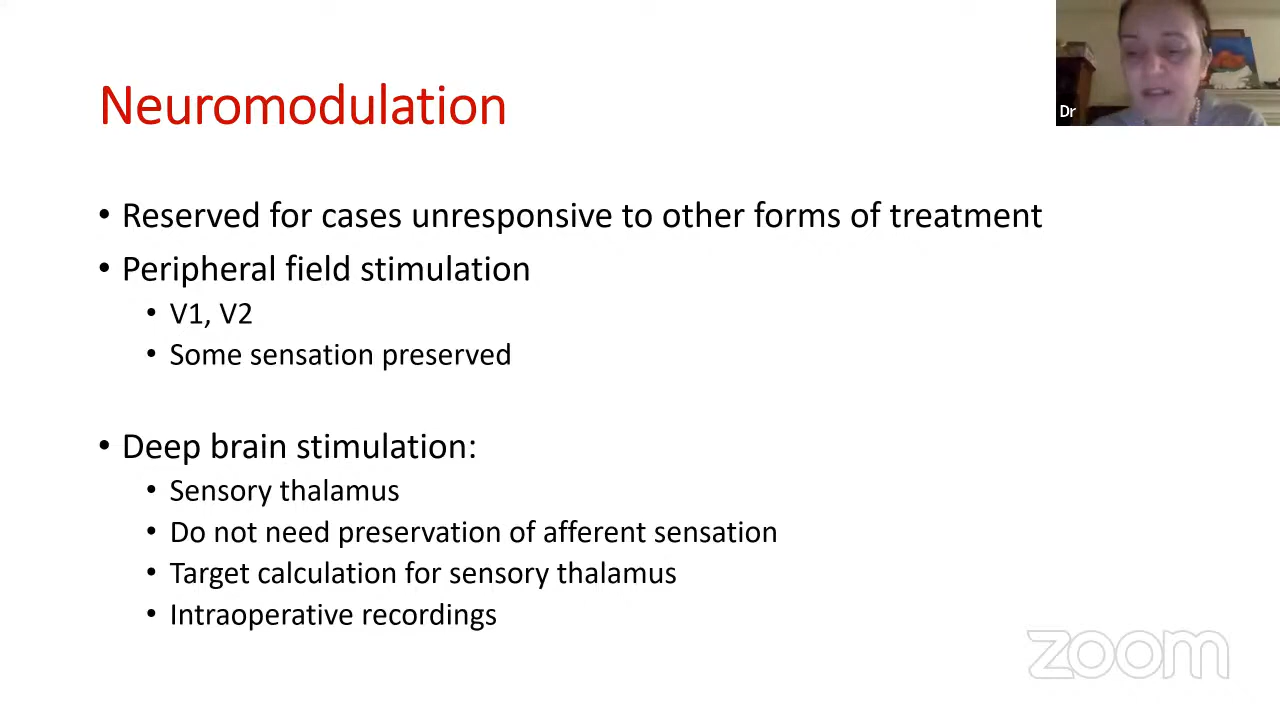 Dr
Neuromodulation
• Reserved for cases unresponsive to other forms of treatment
• Peripheral field stimulation
• V1, V2
• Some sensation preserved
• Deep brain stimulation:
• Sensory thalamus
• Do not need preservation of afferent sensation
• Target calculation for sensory thalamus
• Intraoperative recordings
zoom